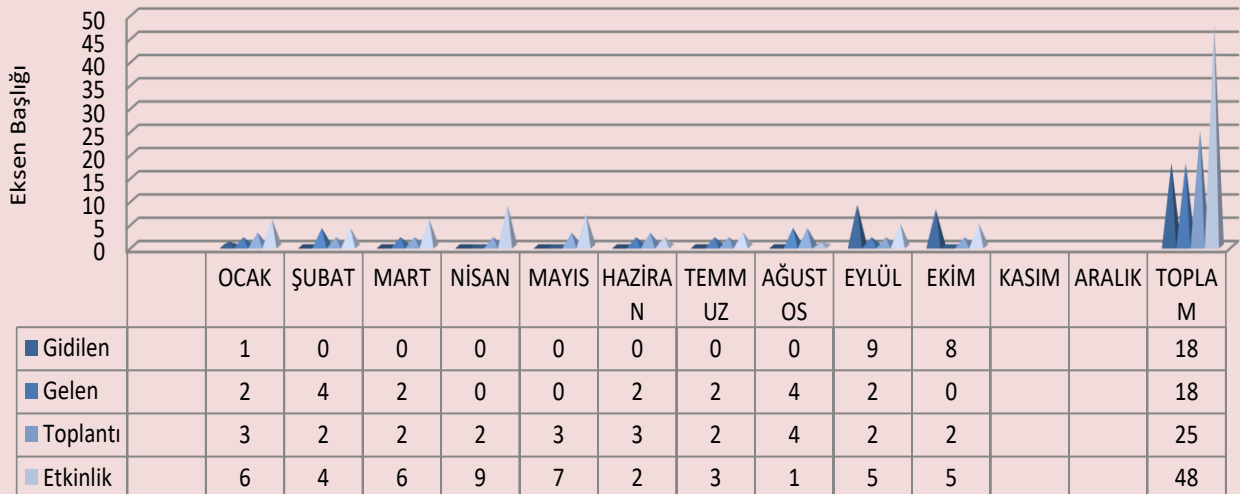 Eksen Başlığı
50
45
40
35
30
25
20
15
10
5
0
OCAK ŞUBAT MART NİSAN MAYIS HAZİRA TEMM AĞUST EYLÜL EKİM KASIM ARALIK TOPLA
N UZ OS M
Gidilen 1 0 0 0 0 0 0 0 9 8 18
Gelen 2 4 2 0 0 2 2 4 2 0 18
Toplantı 3 2 2 2 3 3 2 4 2 2 25
Etkinlik 6 4 6 9 7 2 3 1 5 5 48